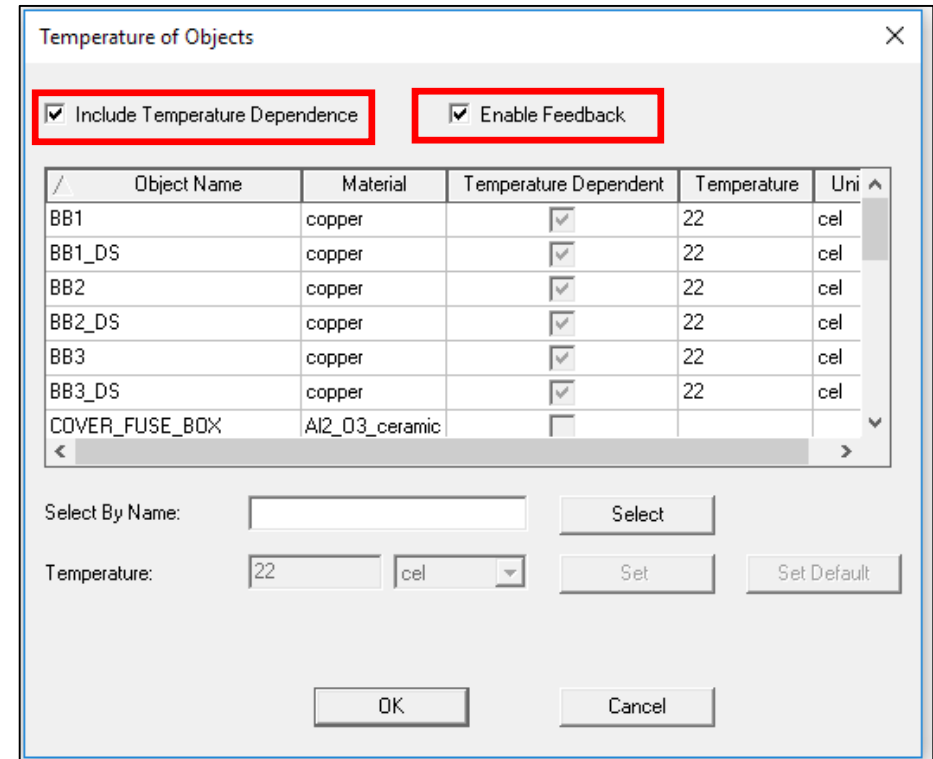 Temperature of Objects
Include Temperature Dependence Enable Feedback
Object Name Material Temperature Dependent Temperature Uni
BB1 copper 22 cel
BB1_DS copper 22 cel
BB2 copper 22 cel
BB2_DS copper 22 cel
BB3 copper 22 cel
BB3_DS copper 22 cel
COVER_FUSE_BOX Al2_O3_ceramic
Select By Name: Select
Temperature: 22 cel Set Set Default
OK Cancel